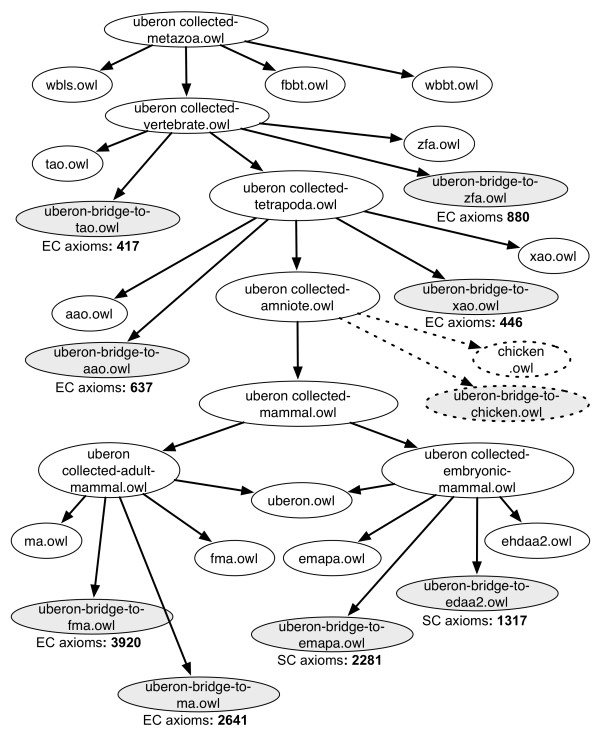 uberon collected-
metazoa.owl
wbls.owl
fbbt.owl
wbbt.owl
uberon collected-
vertebrate.owl
zfa.owl
tao.owl
uberon-bridge-to-
zfa.owl
EC axioms 880
uberon collected-
tetrapoda.owl
uberon-bridge-to-
tao.owl
EC axioms: 417
xao.owl
uberon collected-
amniote.owl
uberon-bridge-to-
xao.owl
EC axioms: 446
aao.owl
uberon-bridge-to-
aao.owl
EC axioms: 637
chicken
.owl
uberon-bridge-to-
chicken.owl
uberon collected-
mammal.owl
uberon
collected-adult-
mammal.owl
uberon collected-
embryonic-
mammal.owl
uberon.owl
ma.owl
fma.owl
emapa.owl
ehdaa2.owl
uberon-bridge-to-
fma.owl
EC axioms: 3920
uberon-bridge-to-
edaa2.owl
SC axioms: 1317
uberon-bridge-to-
emapa.owl
SC axioms: 2281
uberon-bridge-to-
ma.owl
EC axioms: 2641